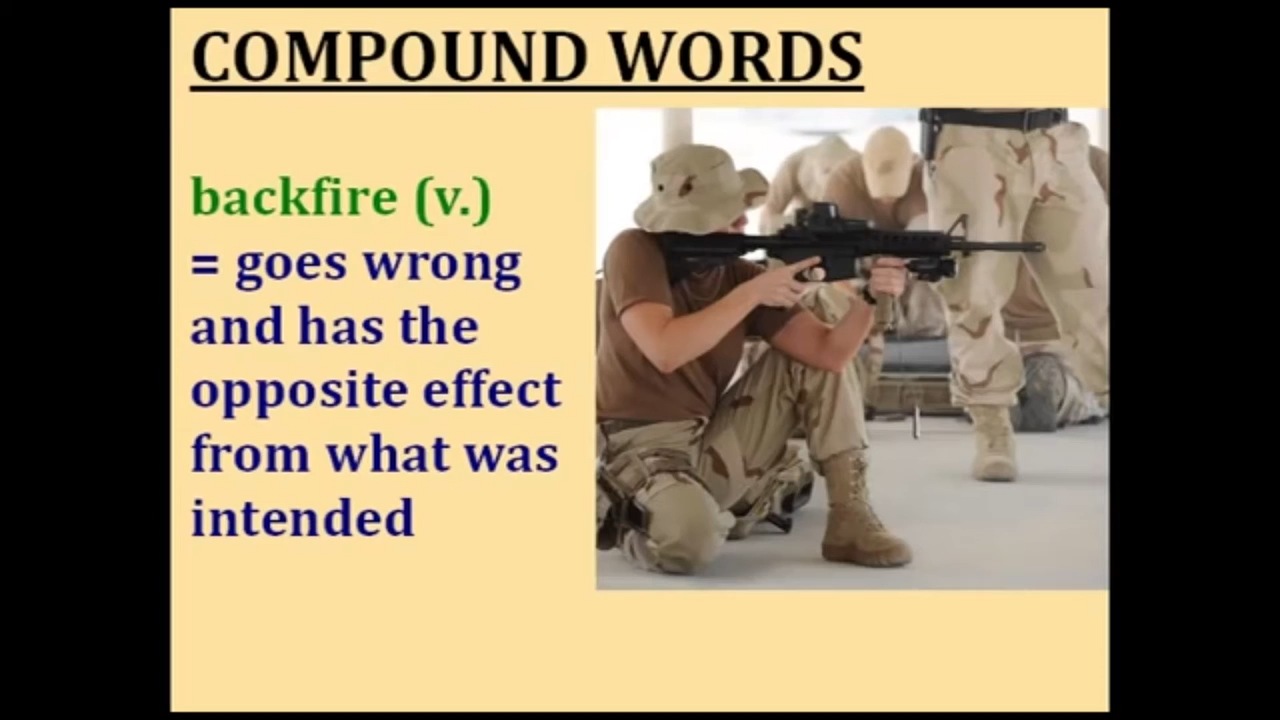 COMPOUND WORDS
backfire (v.)
= goes wrong
and has the
opposite effect
from what was
intended